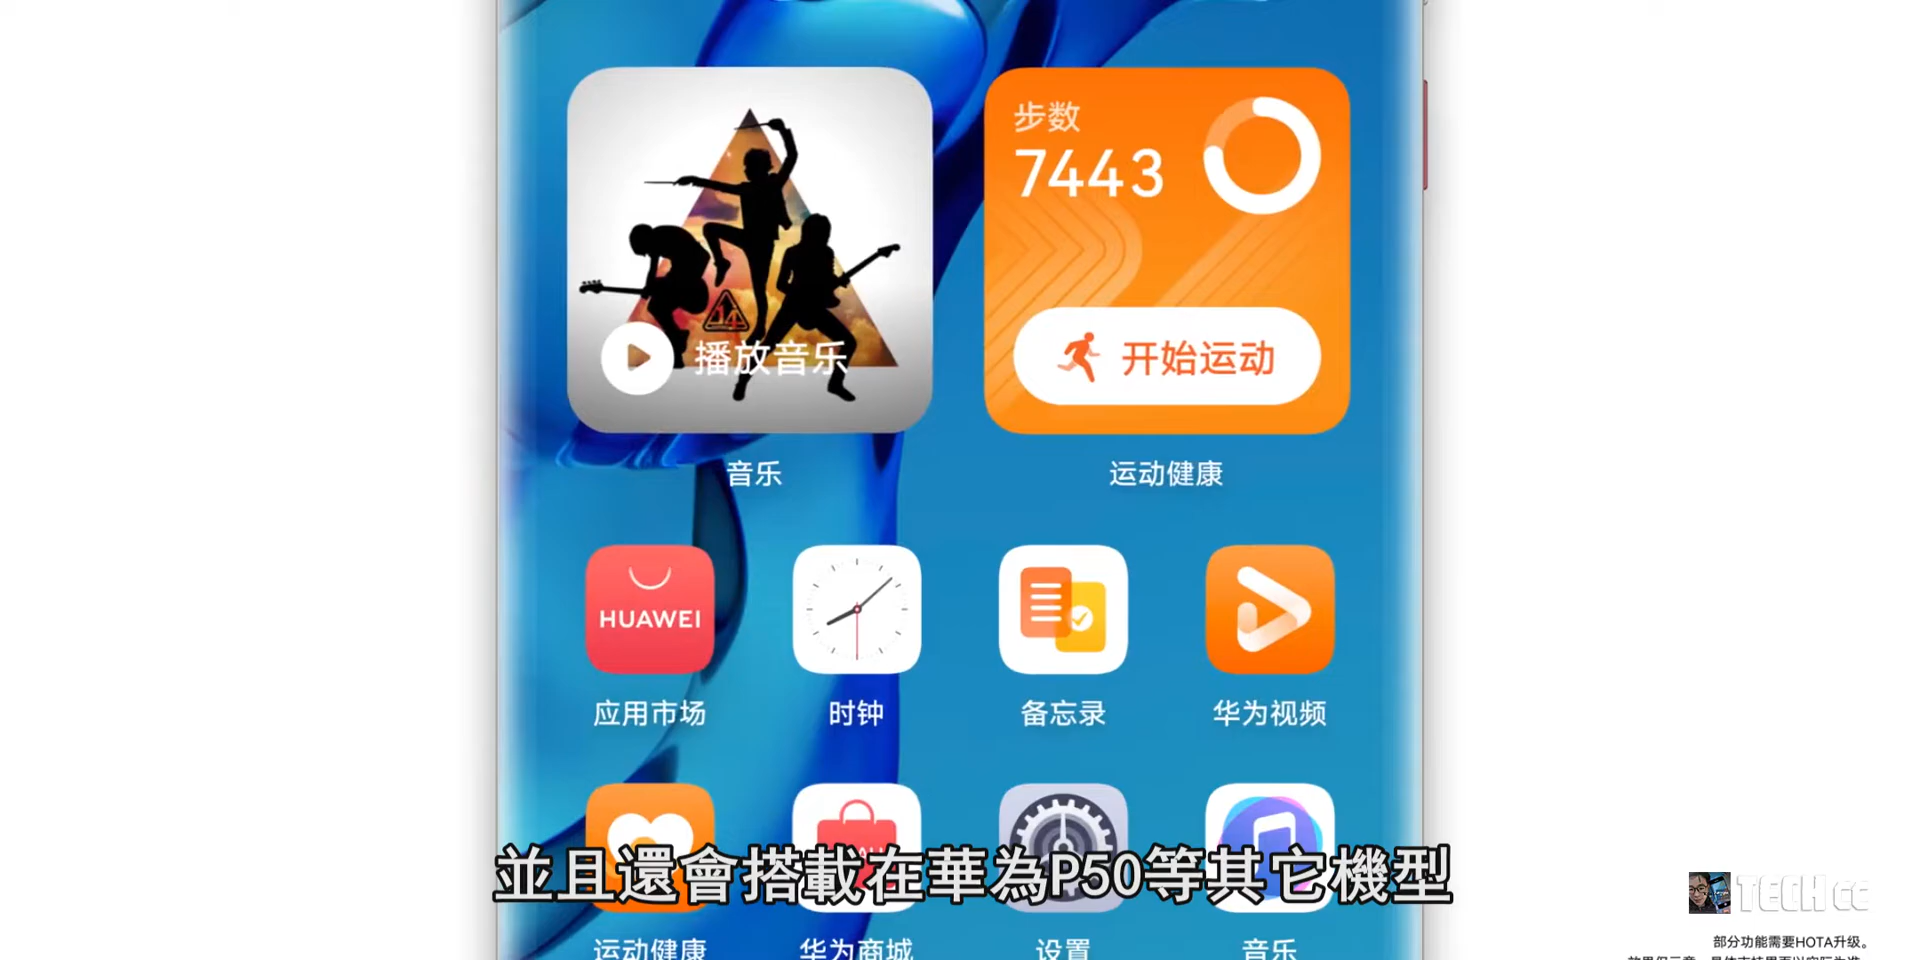 步数
7443
14
播放音乐
开始运动
音乐
运动健康
HUAWEI
应用市场
时钟
备忘录
华为视频
並且還會搭載在華為P50等其它機型
运动健康
华为商城
设置
音乐
TECH CE
部分功能需要HOTA升级。